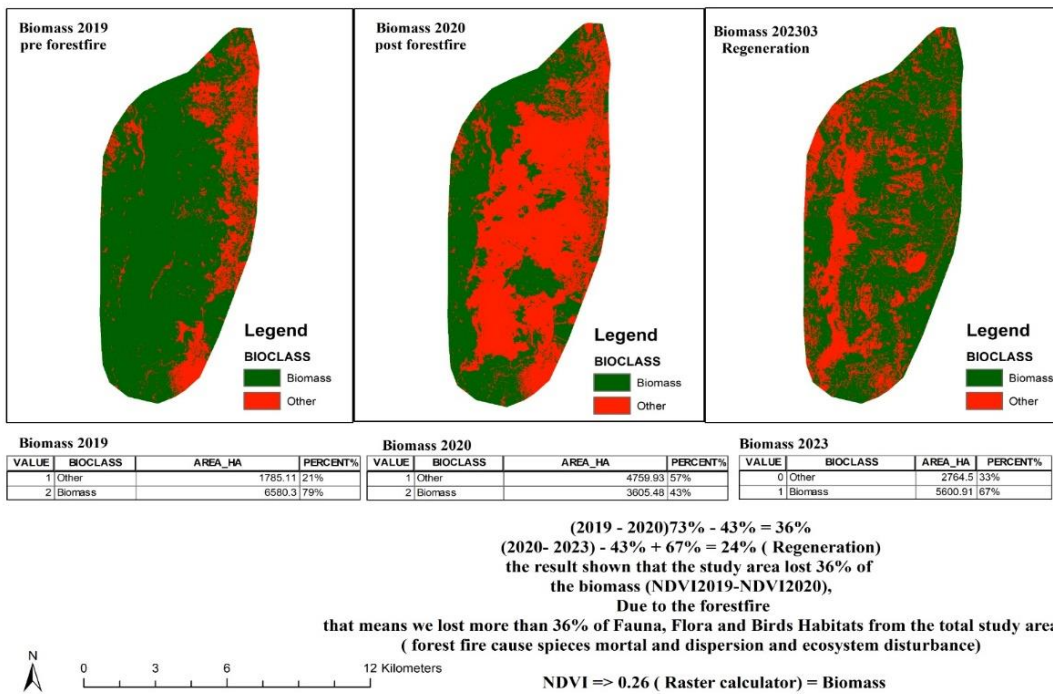 Biomass 2019
pre forestfire
Biomass 2020
post forestfire
Biomass 202303
Regeneration
Legend
BIOCLASS
Biomass
Other
Legend
BIOCLASS
Biomass
Other
Legend
BIOCLASS
Biomass
Other
Biomass 2019
VALUE BIOCLASS AREA_HA PERCENT%
1 Other 1785.11 21%
2 Biomass 6580.3 79%
Biomass 2020
VALUE BIOCLASS AREA_HA PERCENT%
1 Other 4759.93 57%
2 Biomass 3605.48 43%
Biomass 2023
VALUE BIOCLASS AREA_HA PERCENT%
0 Other 2764.5 33%
1 Biomass 5600.91 67%
(2019 - 2020)73% - 43% = 36%
(2020- 2023) - 43% + 67% = 24% ( Regeneration)
the result shown that the study area lost 36% of
the biomass (NDVI2019-NDVI2020),
Due to the forestfire
that means we lost more than 36% of Fauna, Flora and Birds Habitats from the total study area
( forest fire cause spieces mortal and dispersion and ecosystem disturbance)
N
0 3 6 12 Kilometers
NDVI => 0.26 ( Raster calculator) = Biomass